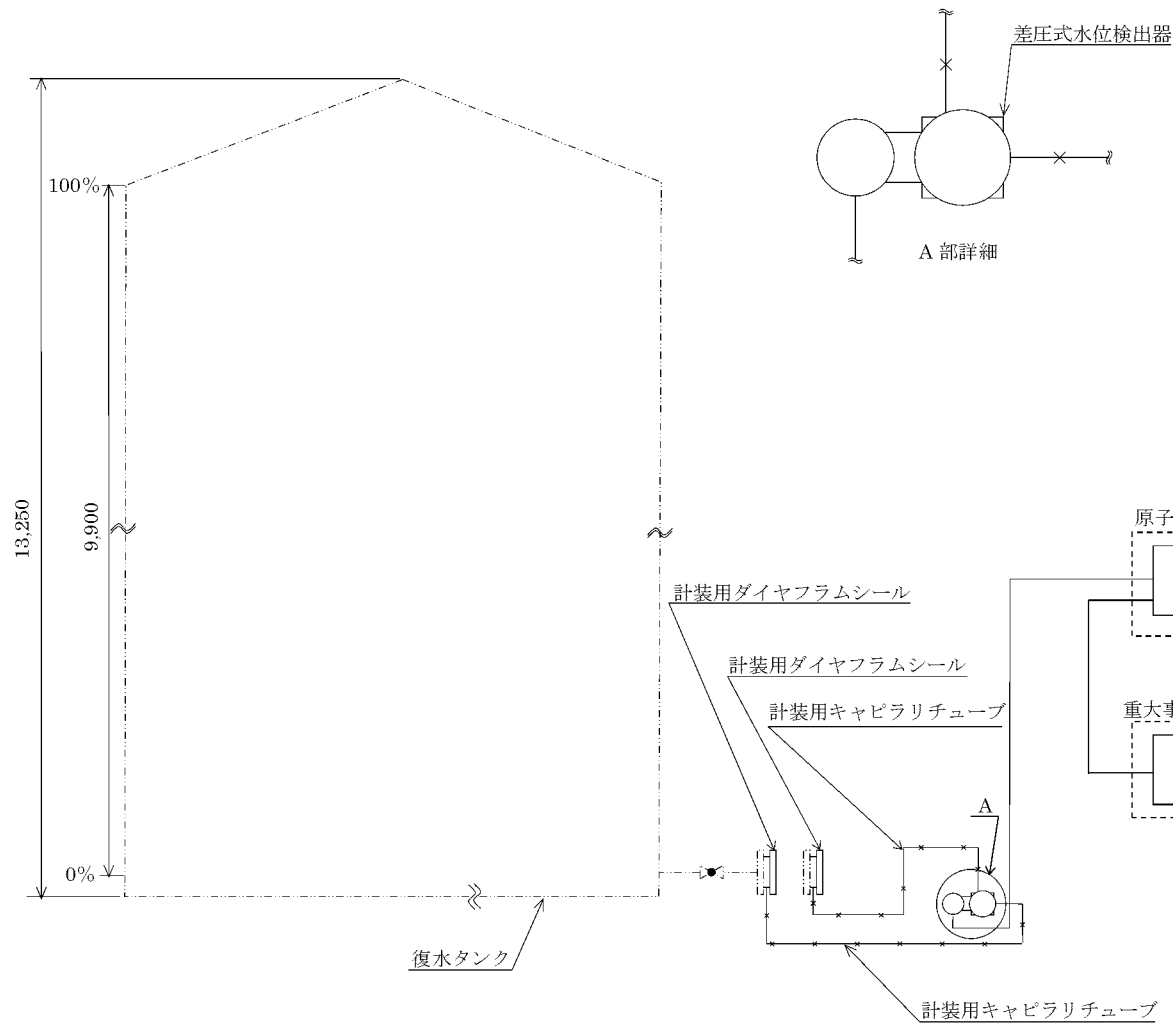 差圧式水位検出器
A 部詳細
100%
13,250
9,900
0%
計装用ダイヤフラムシール
計装用ダイヤフラムシール
計装用キャピラリチューブ
原子
重大事
A
復水タンク
計装用キャピラリチューブ